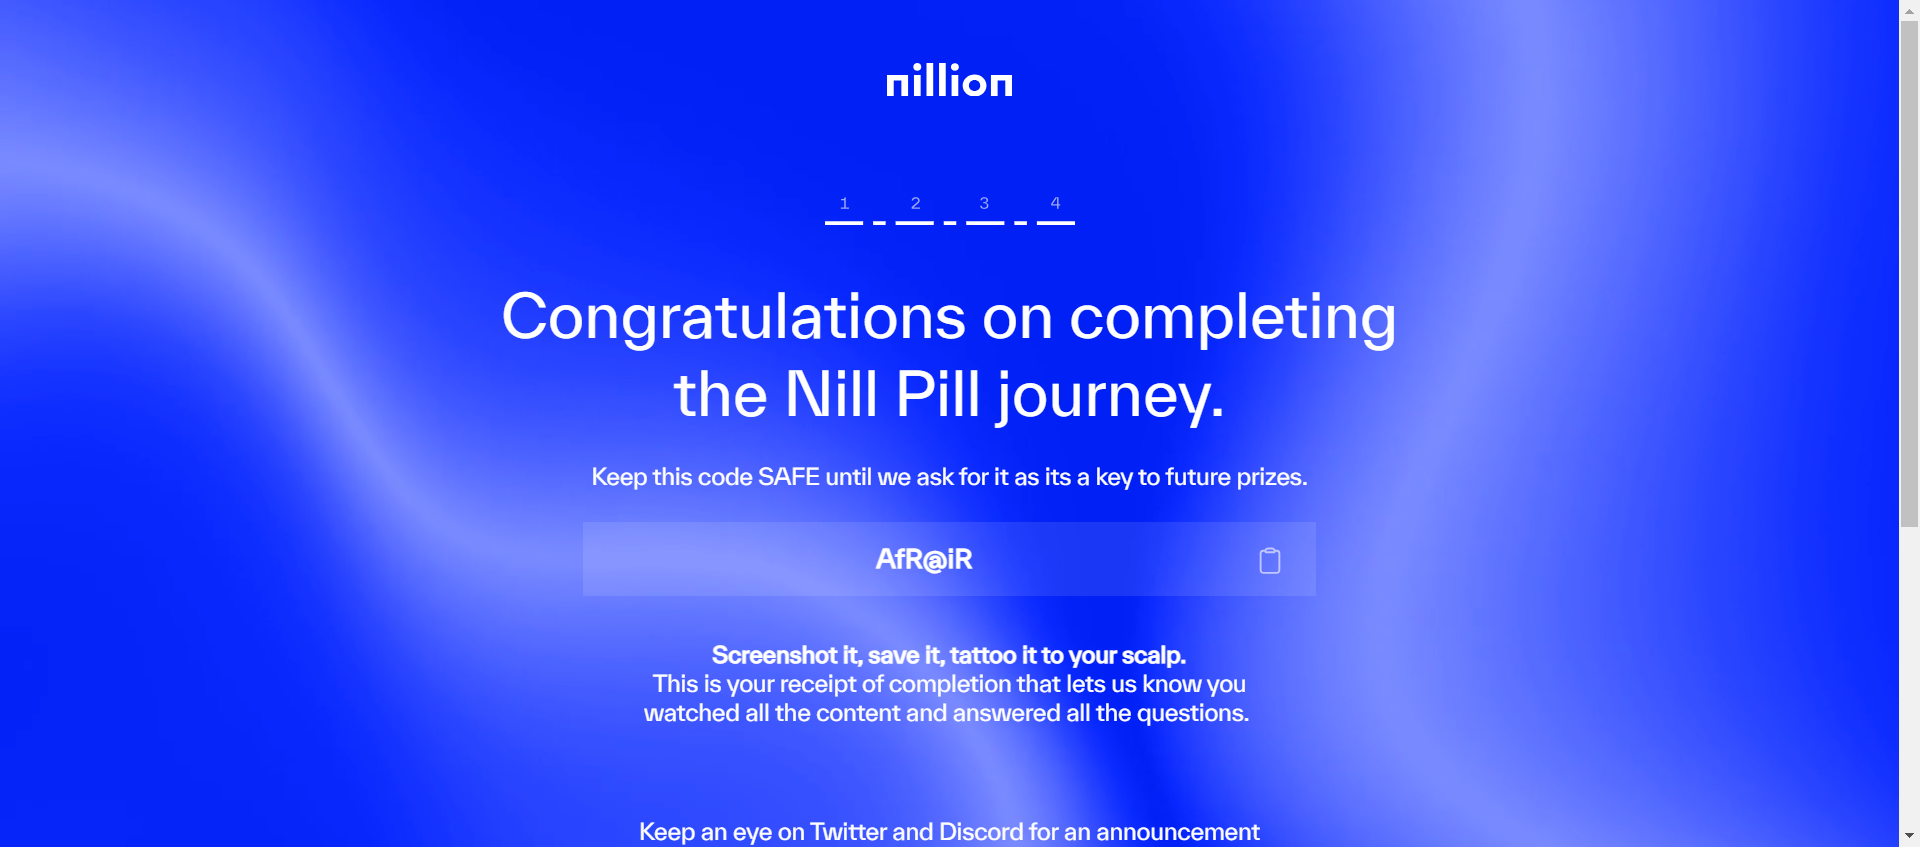 nillion
1 2 3 4
Congratulations on completing
the Nill Pill journey.
Keep this code SAFE until we ask for it as its a key to future prizes.
AfR@iR
Screenshot it, save it, tattoo it to your scalp.
This is your receipt of completion that lets us know you
watched all the content and answered all the questions.
Keep an eye on Twitter and Discord for an announcement